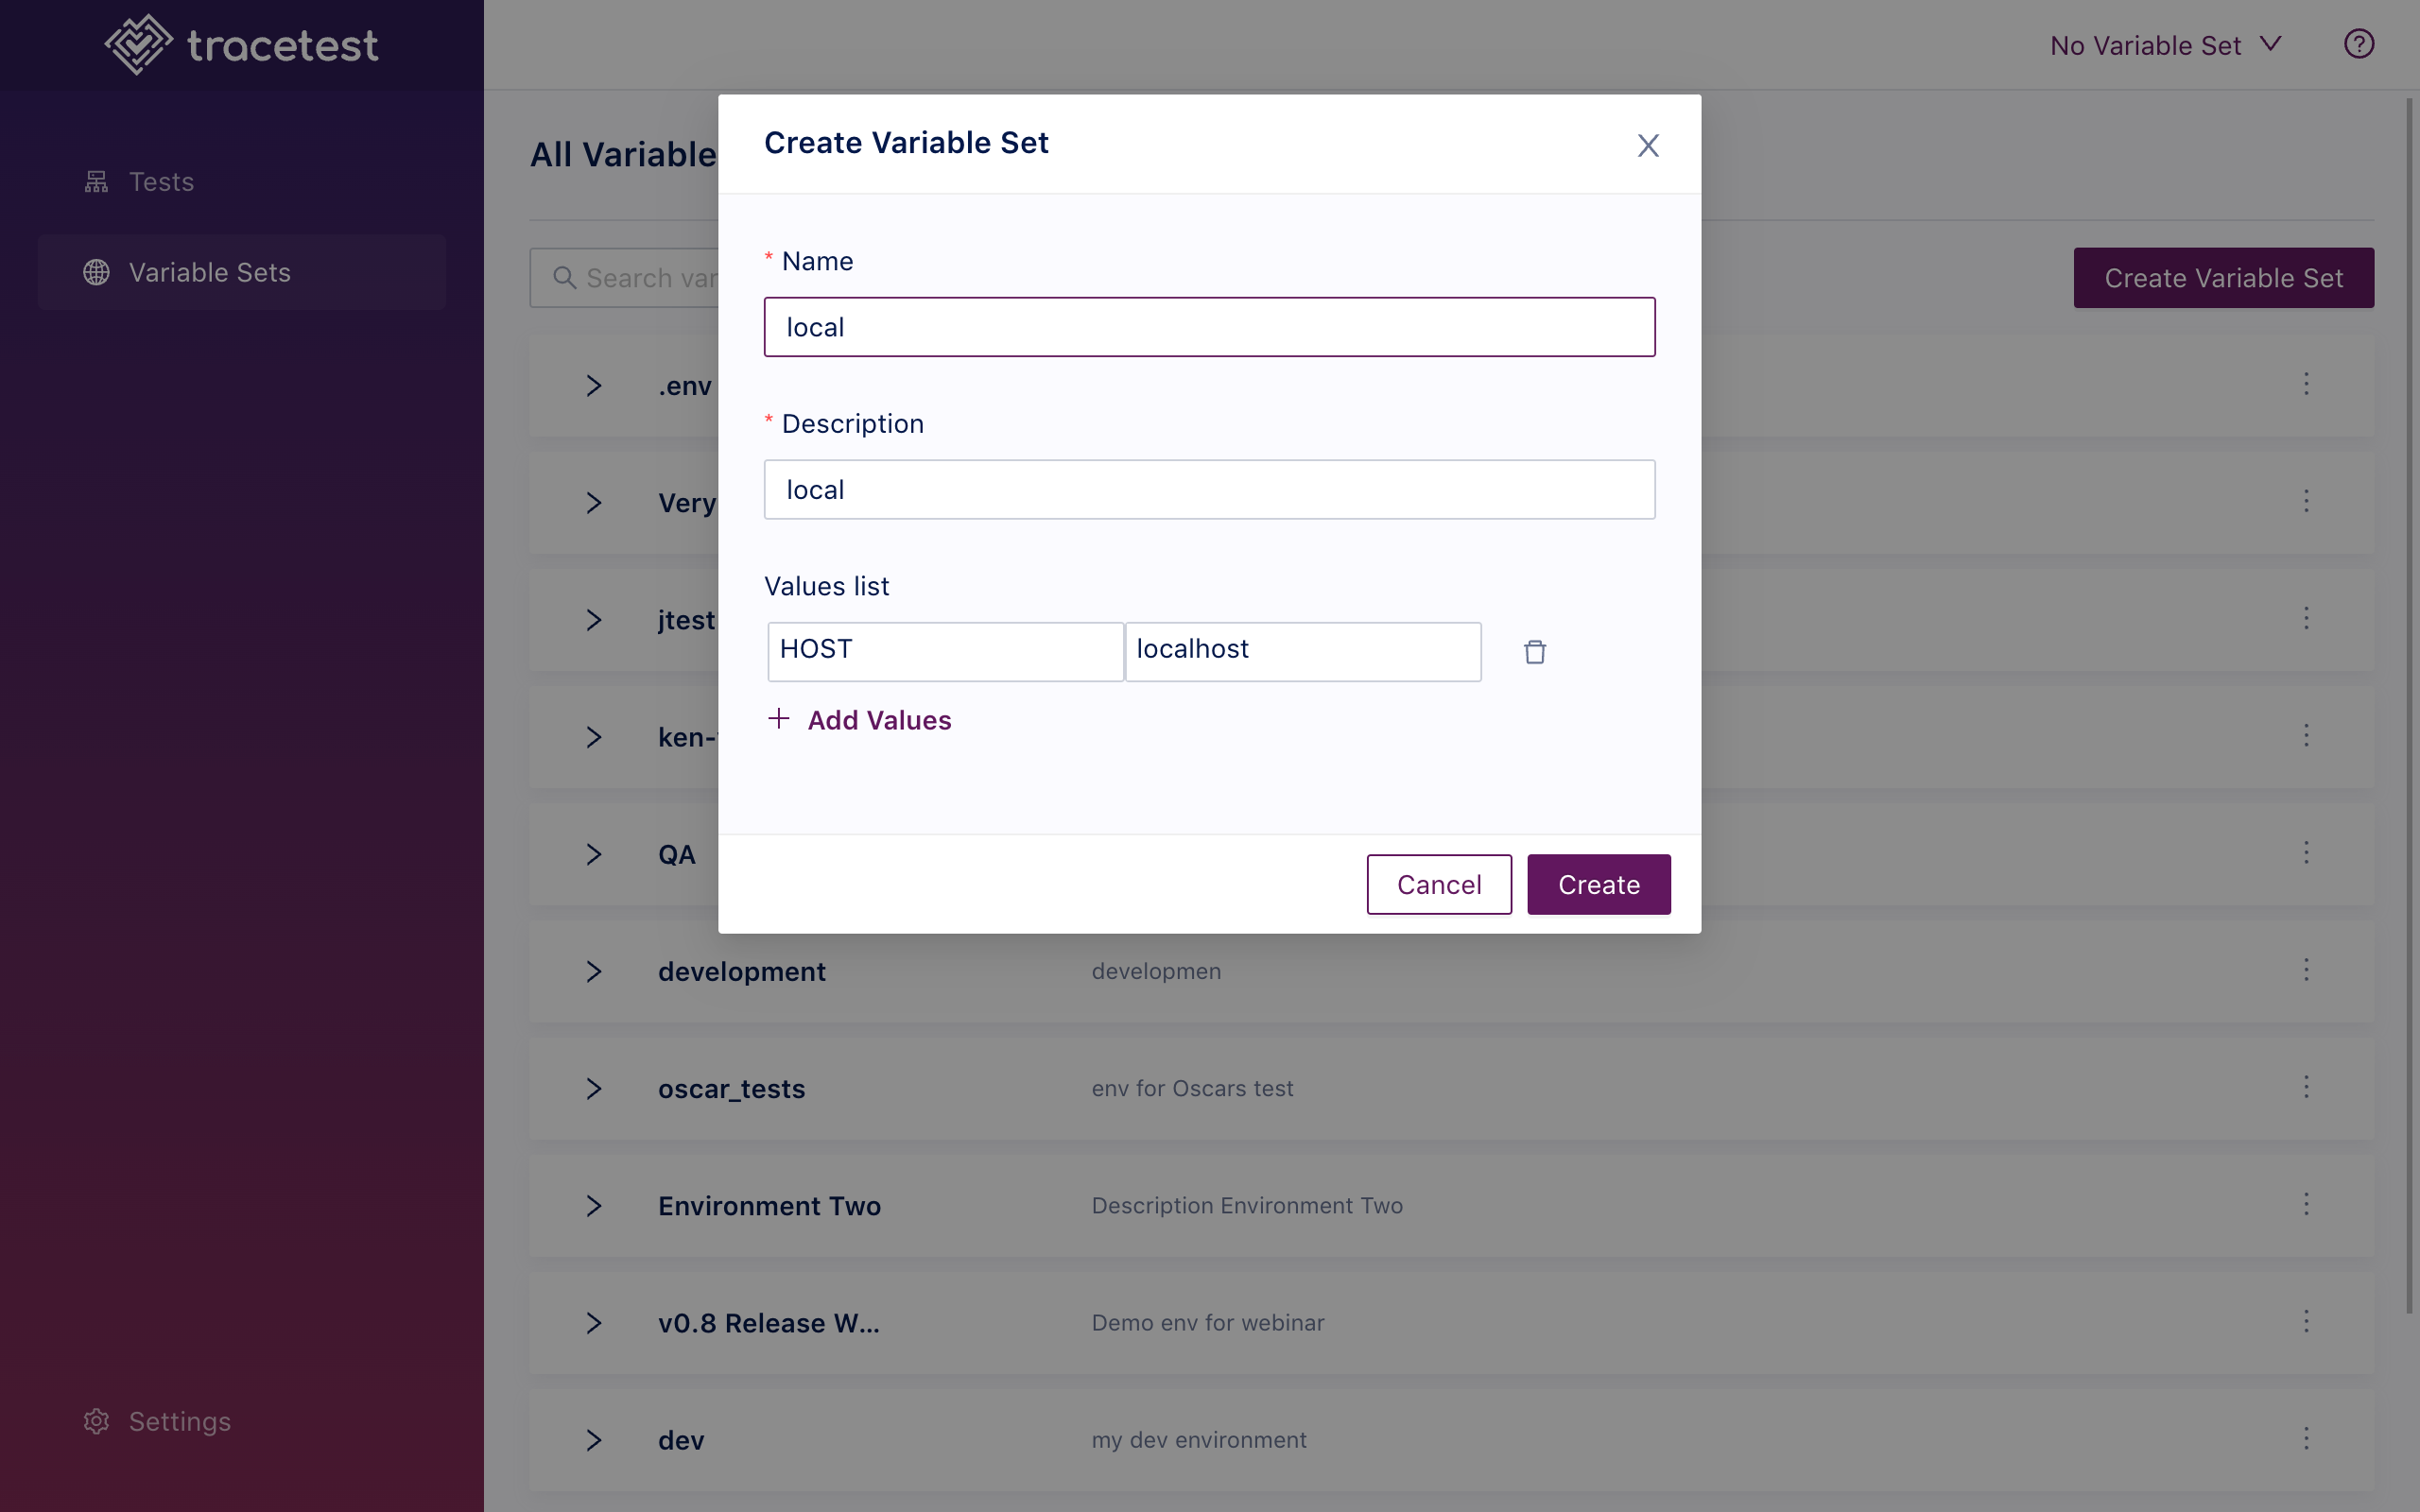 tracetest
No Variable Set
Tests
Variable Sets
Settings
All Variable
Search var
Create Variable Set
.env
Very
jtest
ken-
QA
development
developmen
oscar_tests
env for Oscars test
Environment Two
Description Environment Two
v0.8 Release W...
Demo env for webinar
dev
my dev environment
Create Variable Set
* Name
local
* Description
local
Values list
HOST localhost
+ Add Values
Cancel Create